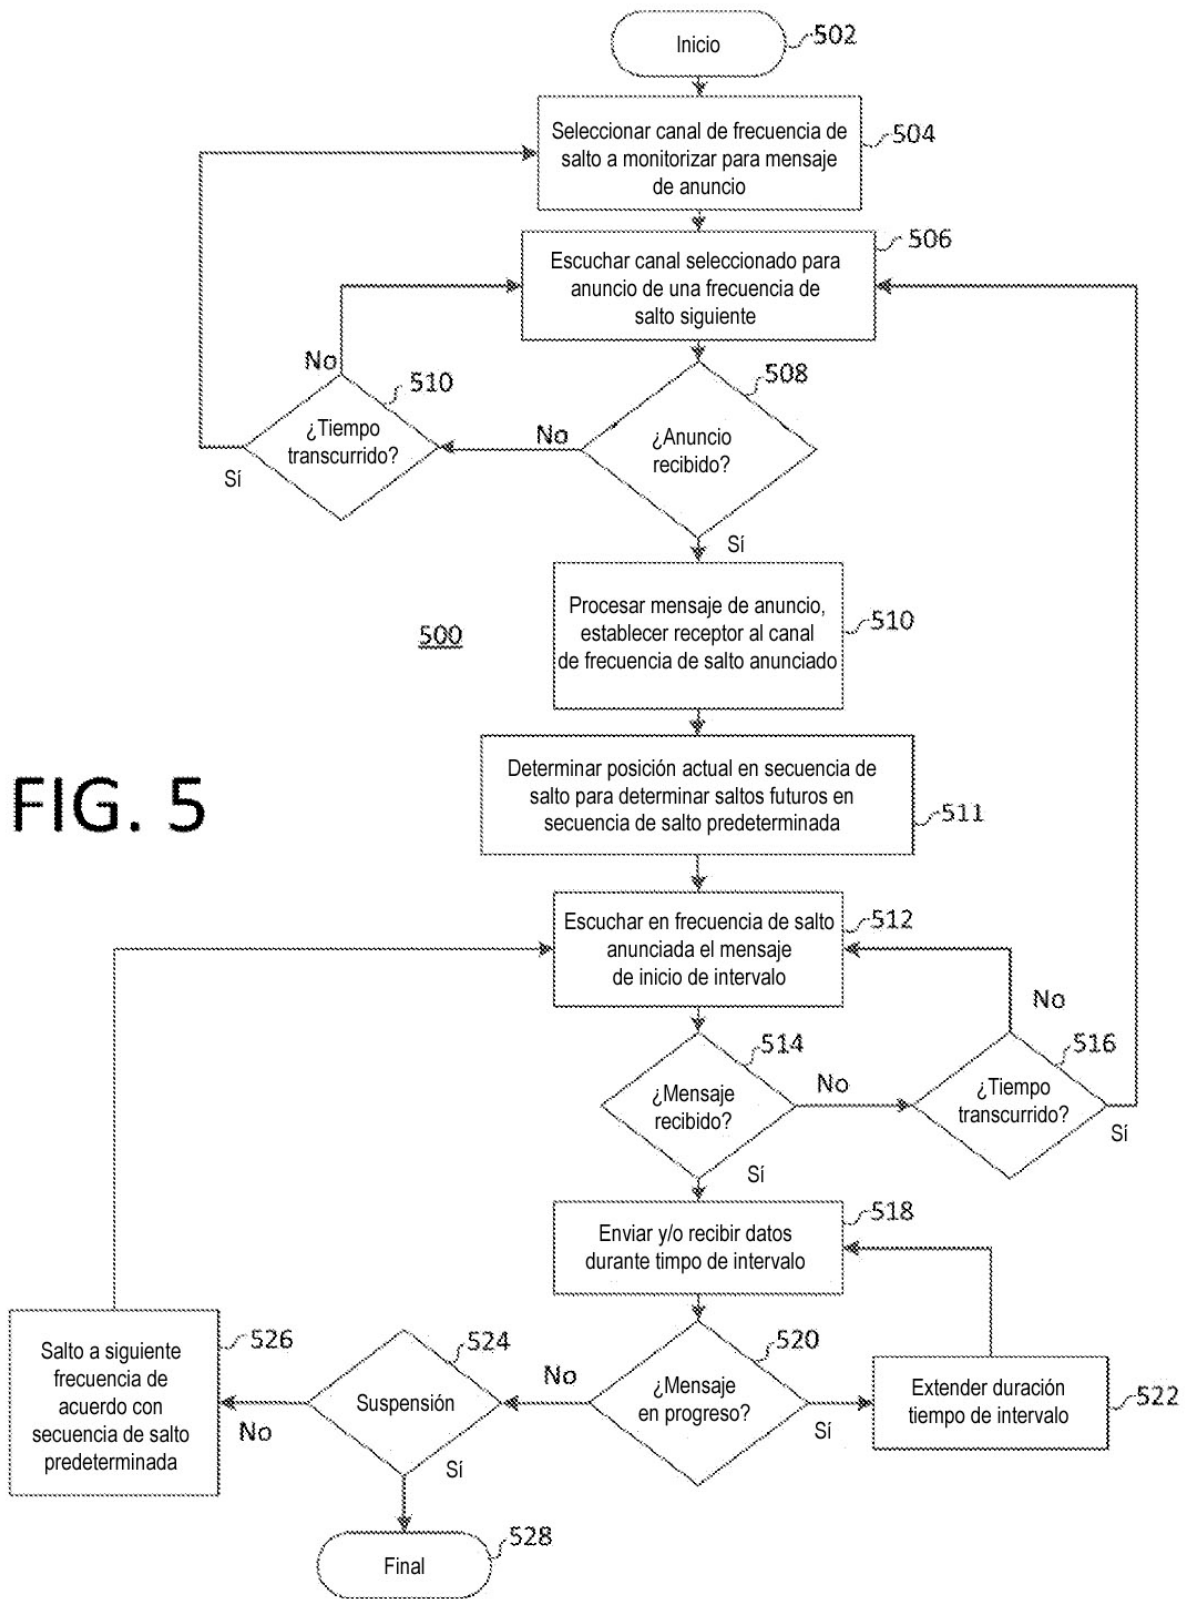 Inicio
502
Seleccionar canal de frecuencia de
salto a monitorizar para mensaje
de anuncio
504
506
Escuchar canal seleccionado para
anuncio de una frecuencia de
salto siguiente
No
510
508
¿Tiempo
transcurrido?
No
¿Anuncio
recibido?
Sí
Sí
Procesar mensaje de anuncio,
establecer receptor al canal
de frecuencia de salto anunciado
510
500
Determinar posición actual en secuencia de
salto para determinar saltos futuros en
secuencia de salto predeterminada
511
FIG. 5
Escuchar en frecuencia de salto
anunciada el mensaje
de inicio de intervalo
512
No
514
516
¿Mensaje
recibido?
No
¿Tiempo
transcurrido?
Sí
Sí
Enviar y/o recibir datos
durante timpo de intervalo
518
Salto a siguiente
frecuencia de
acuerdo con
secuencia de salto
predeterminada
526
No
524
Suspensión
Sí
No
520
¿Mensaje
en progreso?
Sí
Extender duración
tiempo de intervalo
522
Final
528